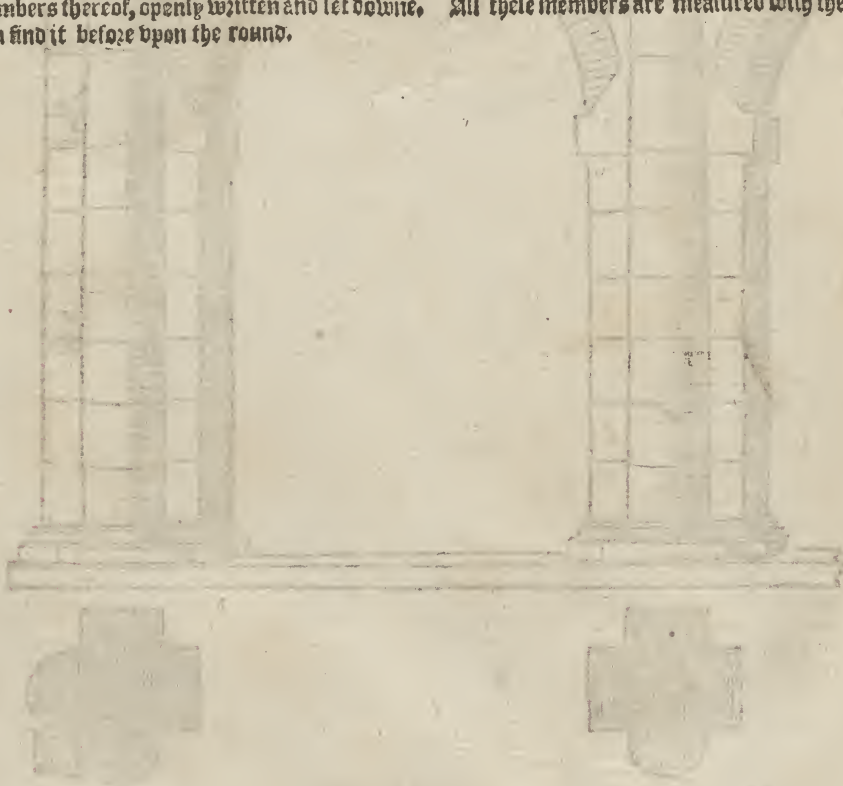 mbers thereof, openly written and set downe. All these members are measured with the
find it before vpon the round.